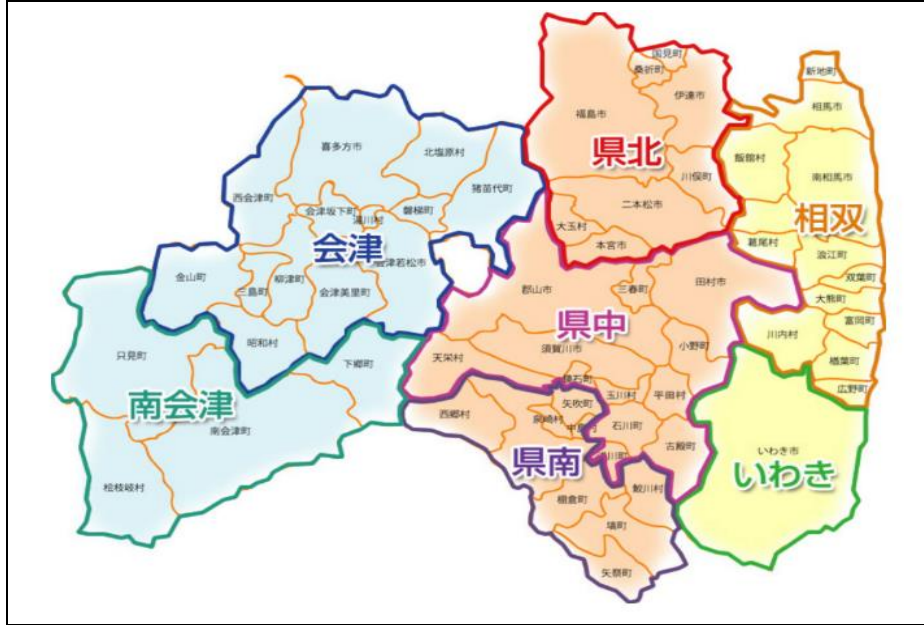 国見町
桑折町
新地町
伊達市
相馬市
福島市
県北
喜多方市
北塩原村
飯舘村
川俣町
南相馬市
猪苗代町
西会津町
会津坂下町
湯川村
磐梯町
二本松市
相双
大玉村
会津
本宮市
葛尾村
浪江町
会津若松市
金山町
柳津町
双葉町
三島町
会津美里町
郡山市
三春町
田村市
大熊町
県中
富岡町
川内村
昭和村
須賀川市
小野町
只見町
下郷町
天栄村
楢葉町
鏡石町
広野町
玉川村
平田村
南会津
西郷村
矢吹町
泉崎村
石川町
南会津町
古殿町
県南
いわき市
いわき
檜枝岐村
棚倉町
鮫川村
塙町
矢祭町